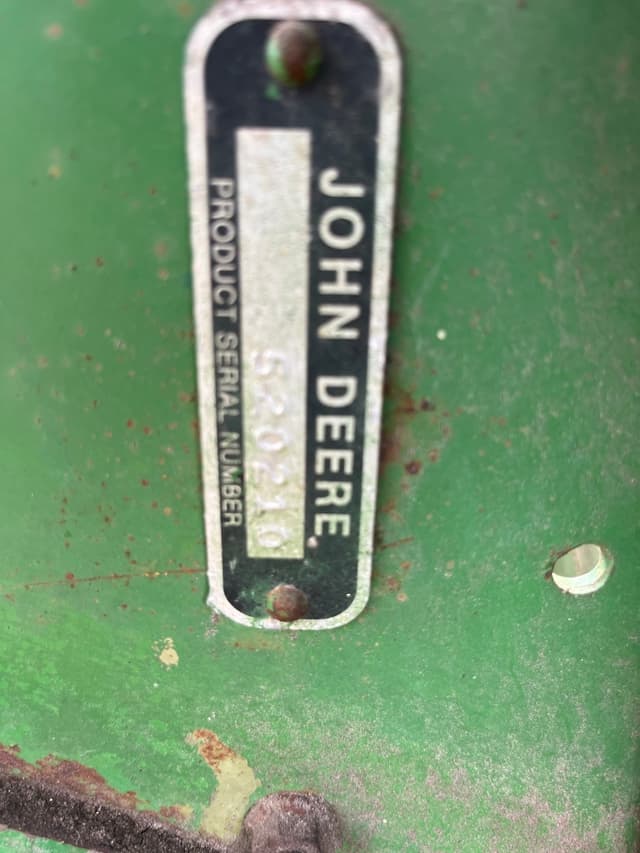 JOHN DEERE
520210
PRODUCT SERIAL NUMBER